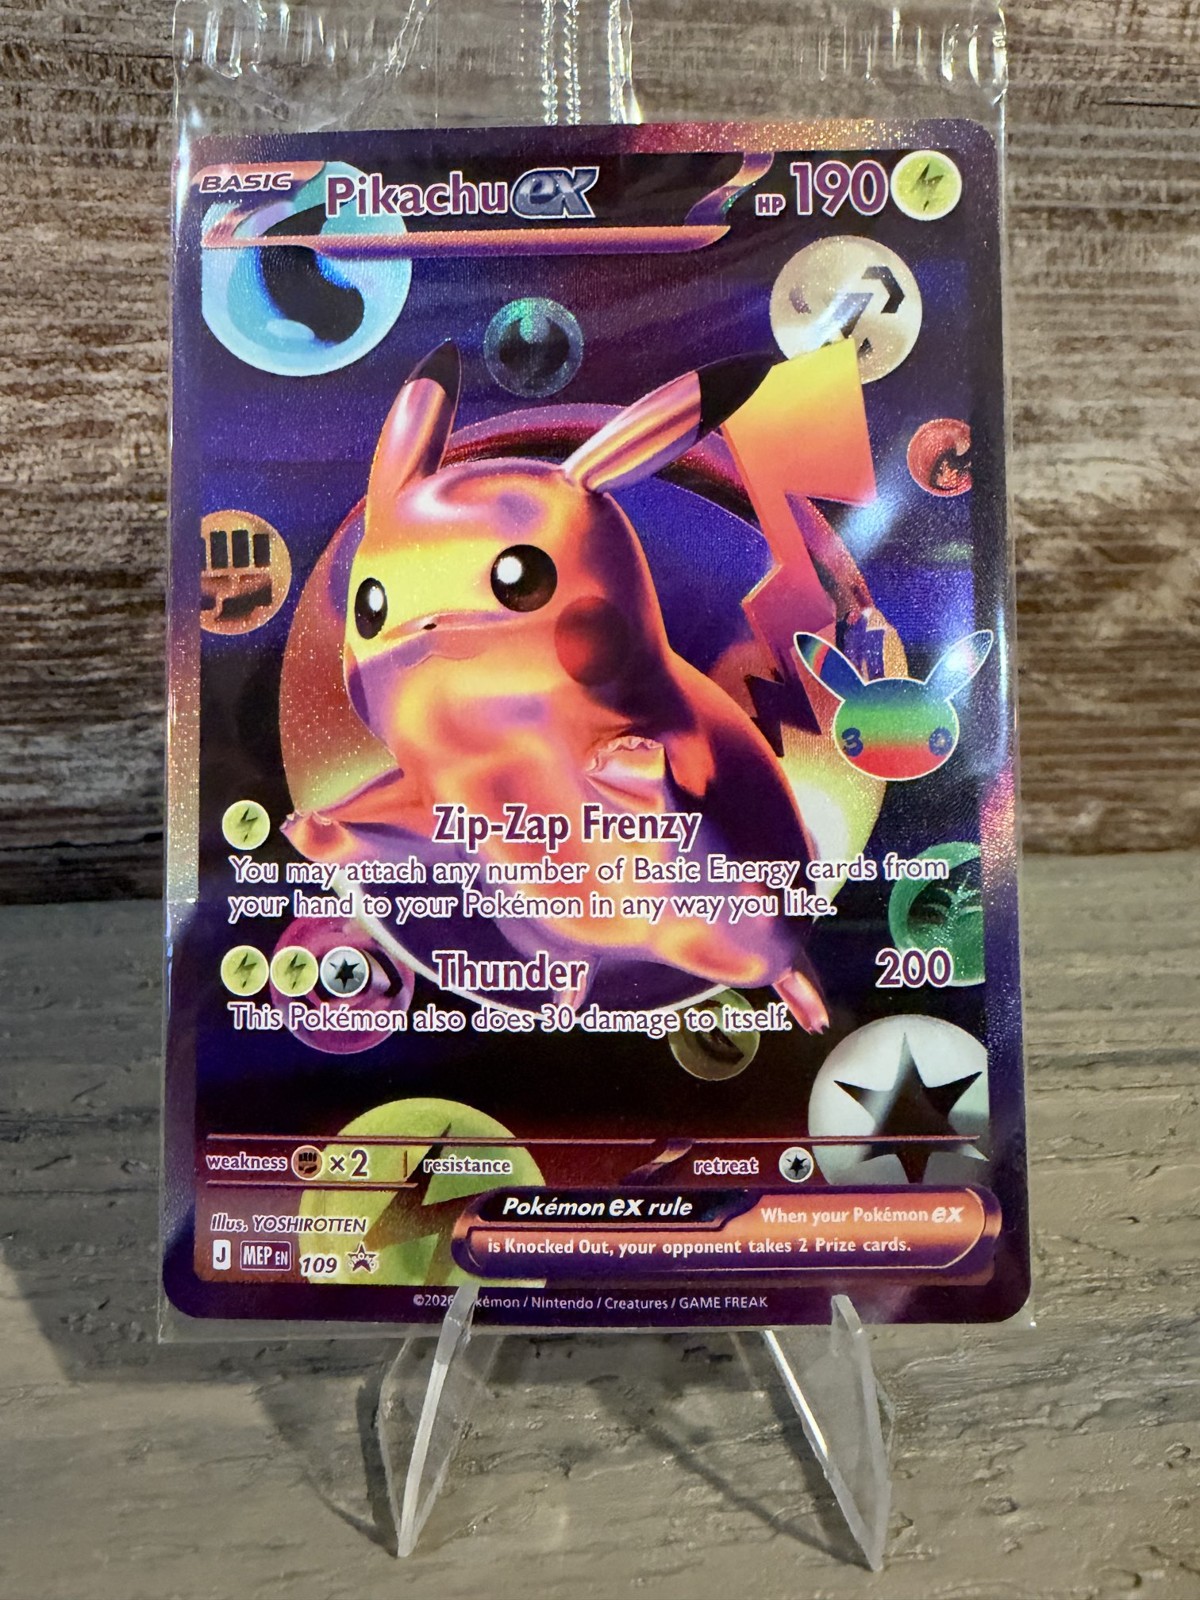 BASIC Pikachu ex HP 190
3 0
Zip-Zap Frenzy
You may attach any number of Basic Energy cards from
your hand to your Pokémon in any way you like.
Thunder 200
This Pokémon also does 30 damage to itself.
weakness ×2 resistance retreat
Pokémon ex rule When your Pokémon ex
is Knocked Out, your opponent takes 2 Prize cards.
Illus. YOSHIROTTEN
J MEP EN 109
©2026 / Nintendo / Creatures / GAME FREAK